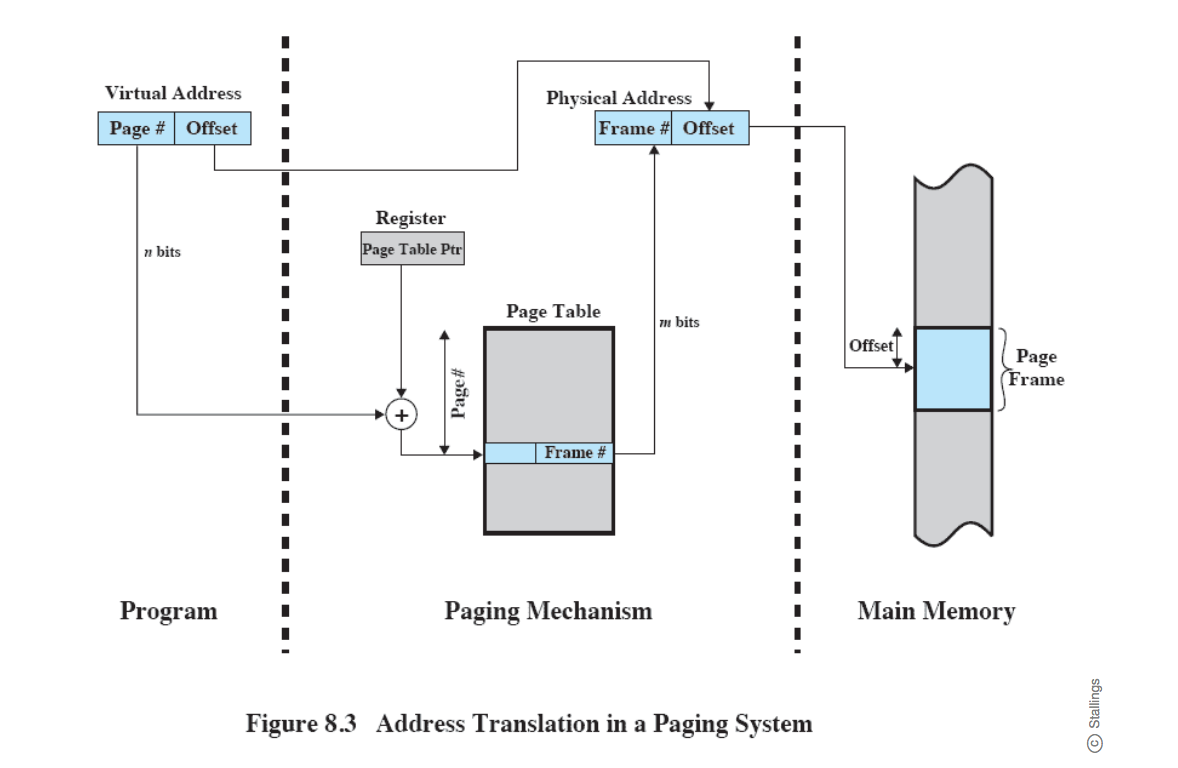 Virtual Address
Page # Offset
Physical Address
Frame # Offset
n bits
Register
Page Table Ptr
Page Table
m bits
Page#
+
Frame #
Offset
Page
Frame
Program
Paging Mechanism
Main Memory
Figure 8.3 Address Translation in a Paging System
© Stallings